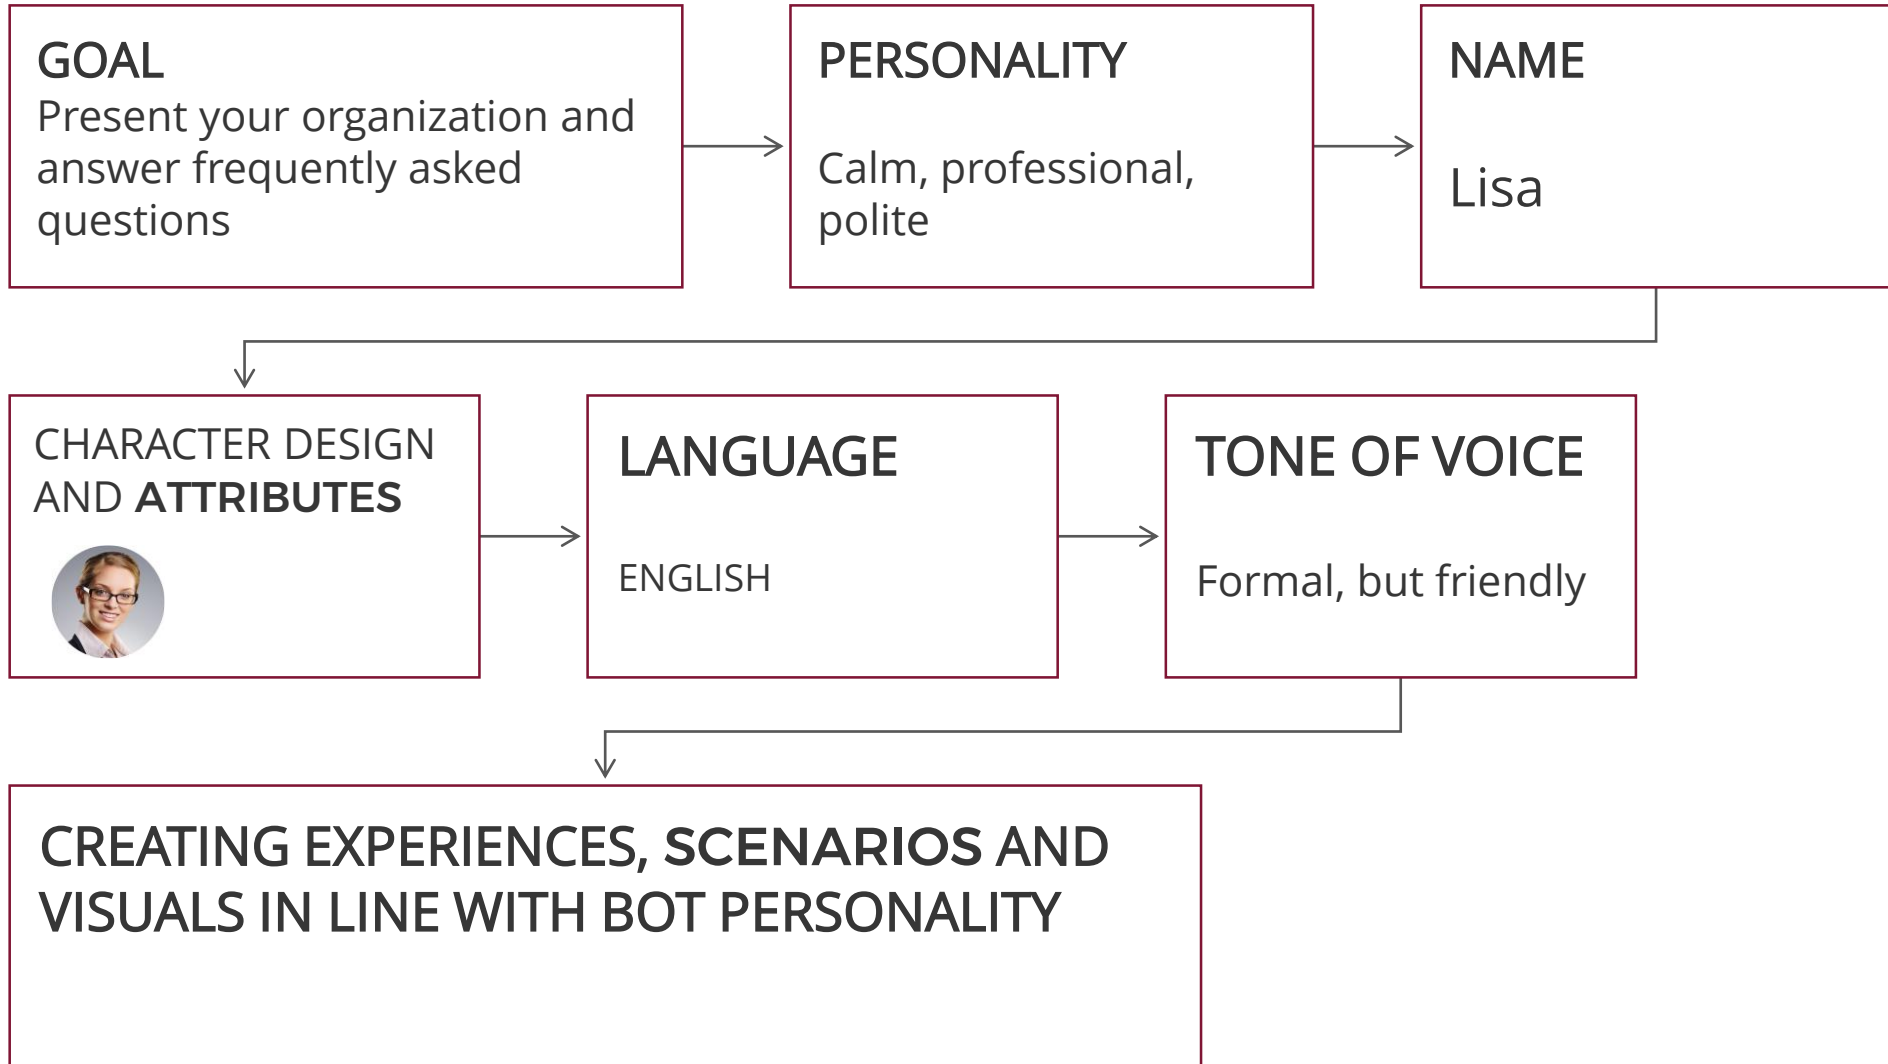 GOAL
Present your organization and
answer frequently asked
questions
PERSONALITY
Calm, professional,
polite
NAME
Lisa
CHARACTER DESIGN
AND ATTRIBUTES
LANGUAGE
ENGLISH
TONE OF VOICE
Formal, but friendly
CREATING EXPERIENCES, SCENARIOS AND
VISUALS IN LINE WITH BOT PERSONALITY